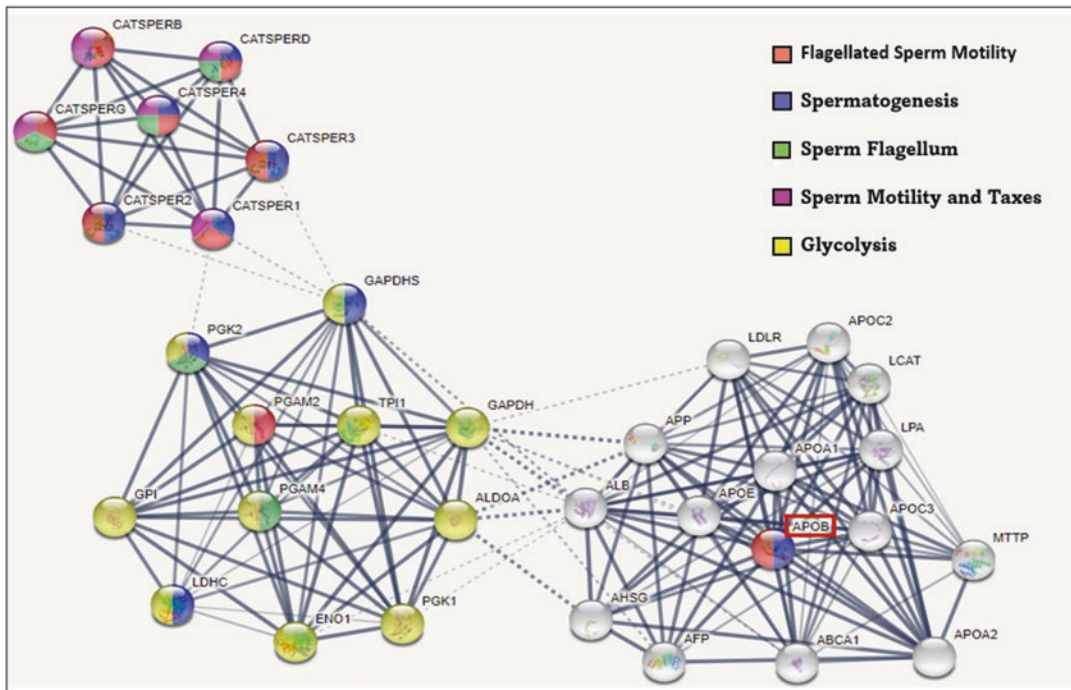 CATSPERB
CATSPERD
CATSPERG
CATSPER4
CATSPER3
CATSPER2
CATSPER1
Flagellated Sperm Motility
Spermatogenesis
Sperm Flagellum
Sperm Motility and Taxes
Glycolysis
GAPDHS
PGK2
PGAM2
TPI1
GAPDH
GPI
PGAM4
ALDOA
LDHC
ENO1
PGK1
LDLR
APOC2
LCAT
APP
APOA1
LPA
ALB
APOE
APOB
APOC3
MTTP
AHSG
AFP
ABCA1
APOA2